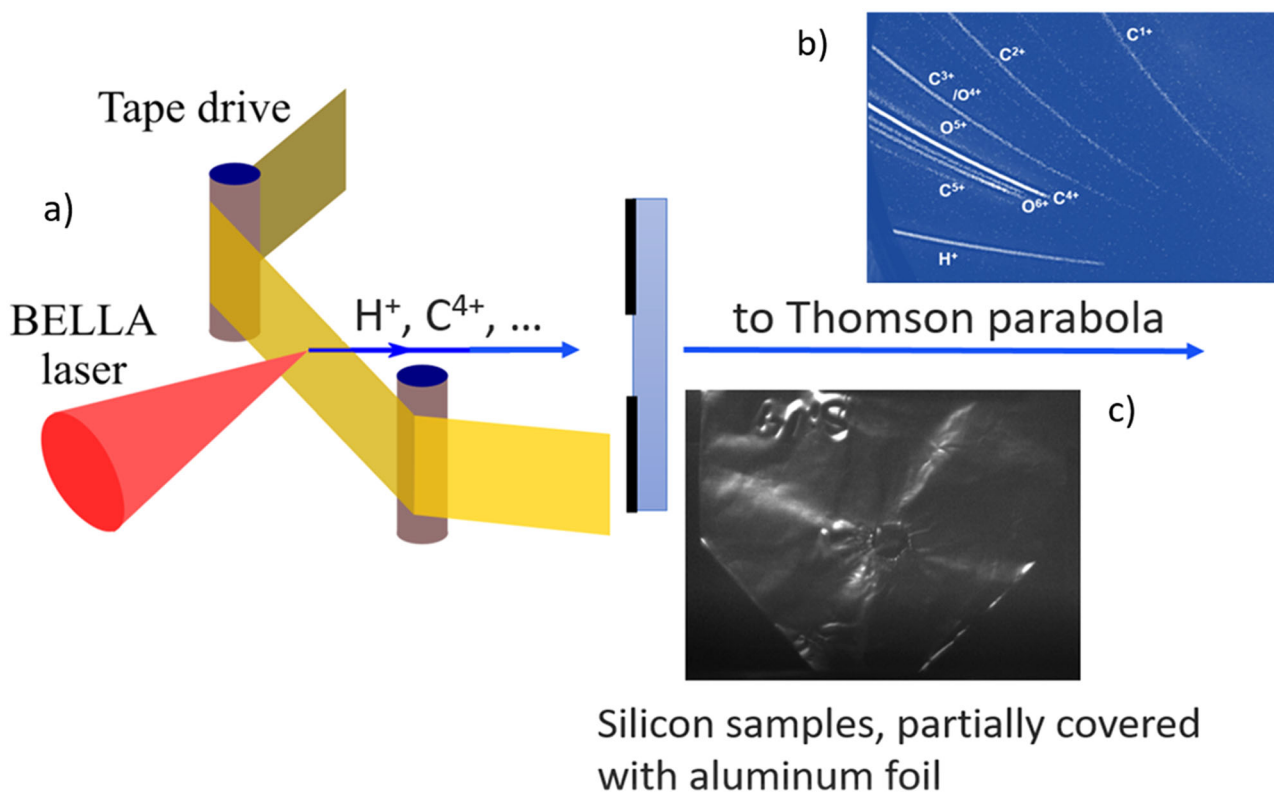 b)
C1+
C2+
C3+
/O4+
O5+
C5+
O6+
C4+
H+
Tape drive
a)
BELLA
laser
H+, C4+, ...
to Thomson parabola
c)
Silicon samples, partially covered
with aluminum foil